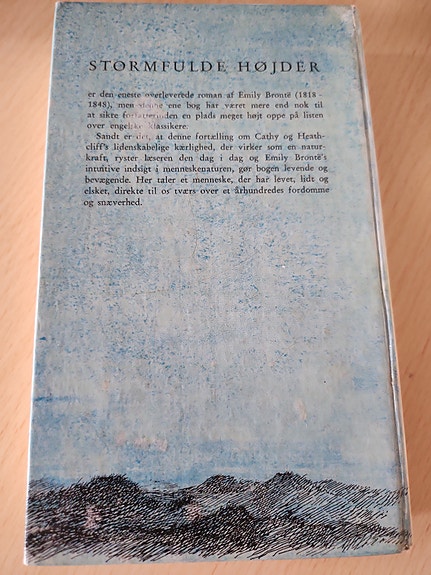 STORMFULDE HØJDER
er den eneste overleverede roman af Emily Brontë (1818 -
1848), men denne ene bog har været mere end nok til
at sikre forfatterinden en plads meget højt oppe på listen
over engelske klassikere.
Sandt er det, at denne fortælling om Cathy og Heath-
cliff's lidenskabelige kærlighed, der virker som en natur-
kraft, ryster læseren den dag i dag og Emily Brontë's
intuitive indsigt i menneskenaturen, gør bogen levende og
bevægende. Her taler et menneske, der har levet, lidt og
elsket, direkte til os tværs over et århundredes fordomme
og snæverhed.